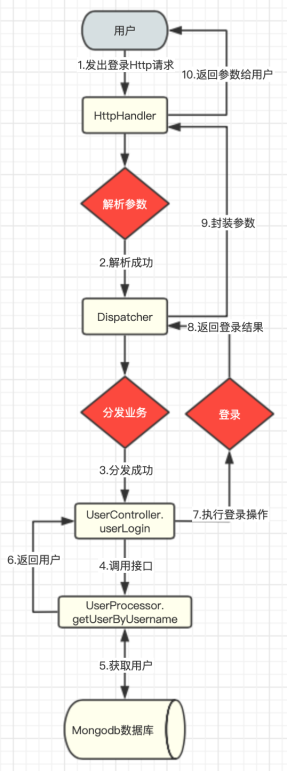 用户
1.发出登录Http请求
10.返回参数给用户
HttpHandler
解析参数
9.封装参数
2.解析成功
Dispatcher
8.返回登录结果
分发业务
登录
3.分发成功
UserController.
userLogin
7.执行登录操作
6.返回用户
4.调用接口
UserProcessor.
getUserByUsername
5.获取用户
Mongodb数据库